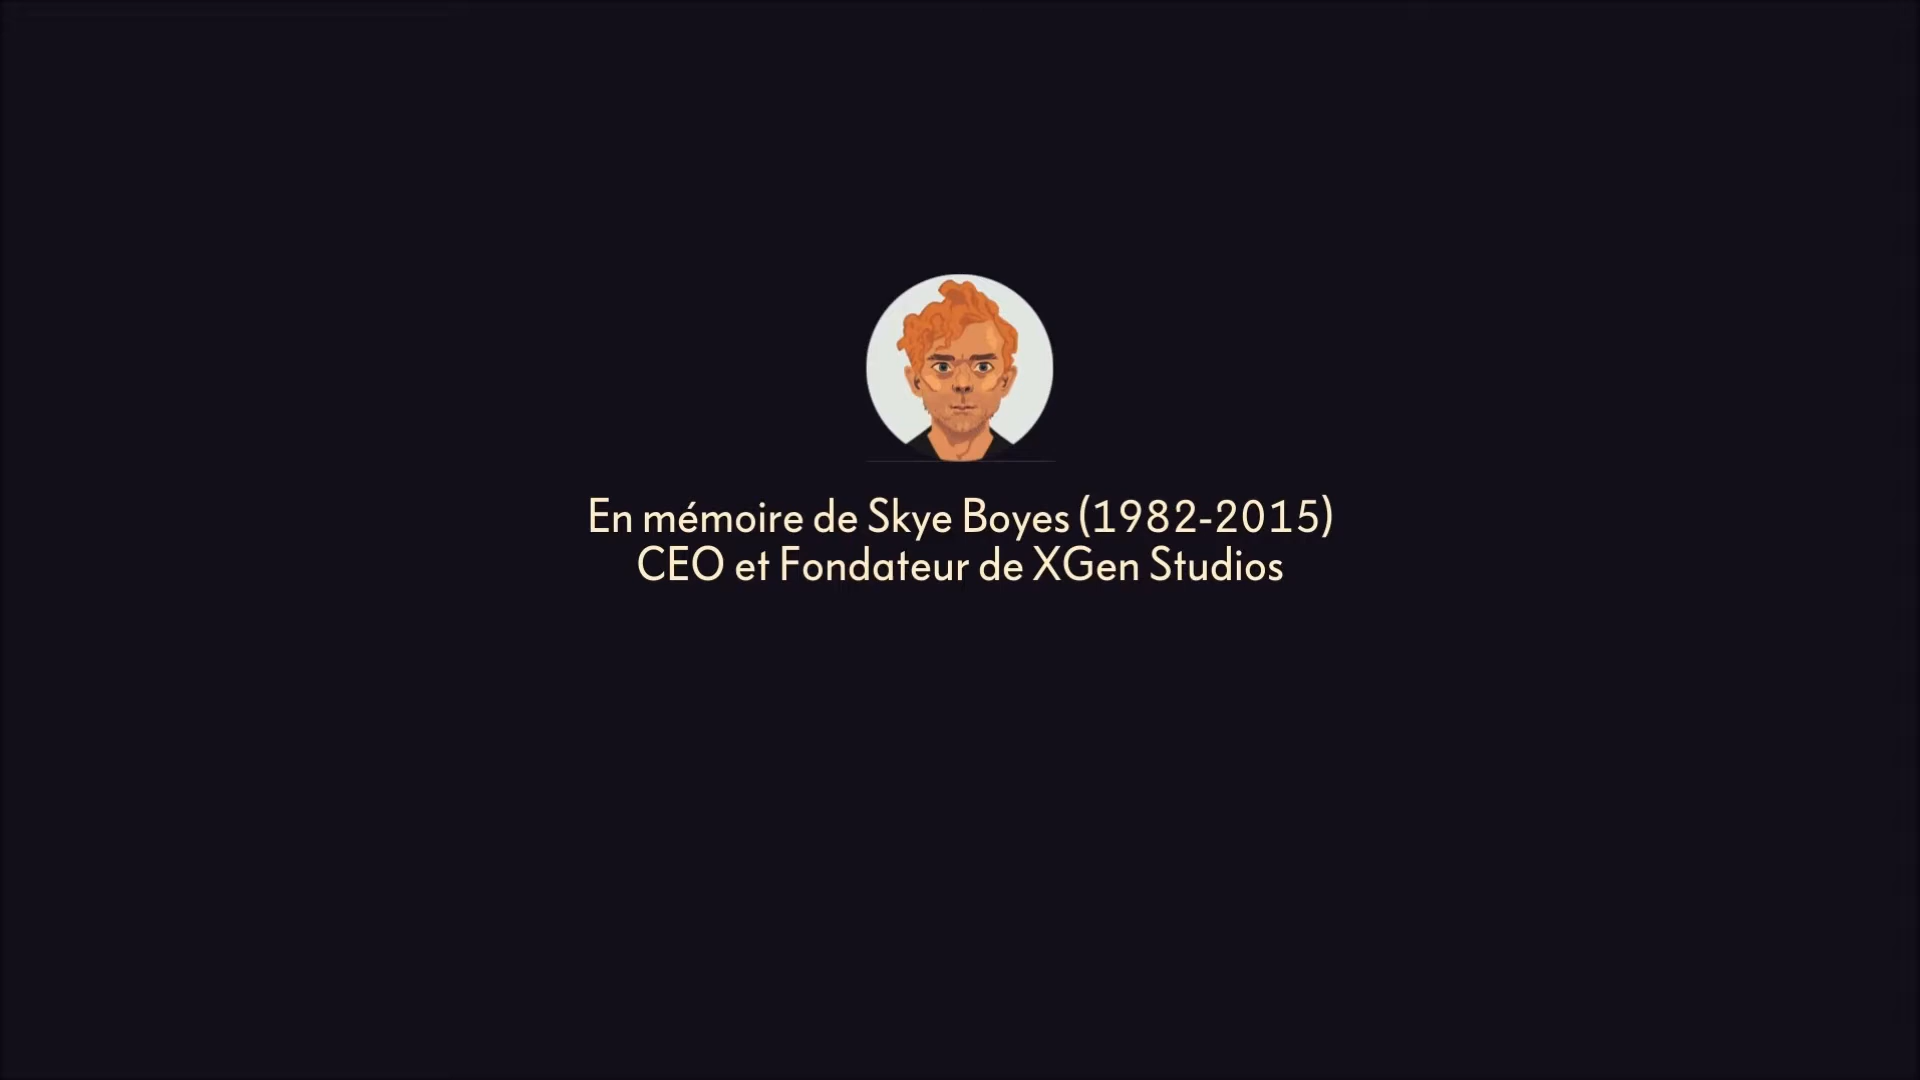 En mémoire de Skye Boyes (1982-2015)
CEO et Fondateur de XGen Studios